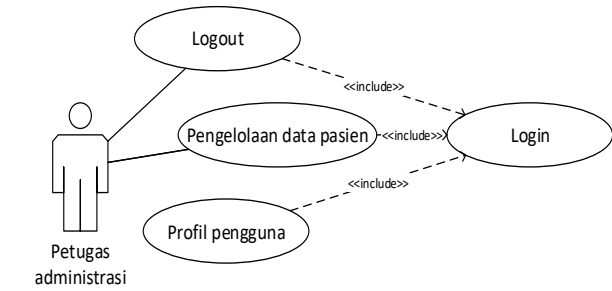 Logout
<<include>>
Pengelolaan data pasien
<<include>>
Login
<<include>>
Profil pengguna
Petugas
administrasi